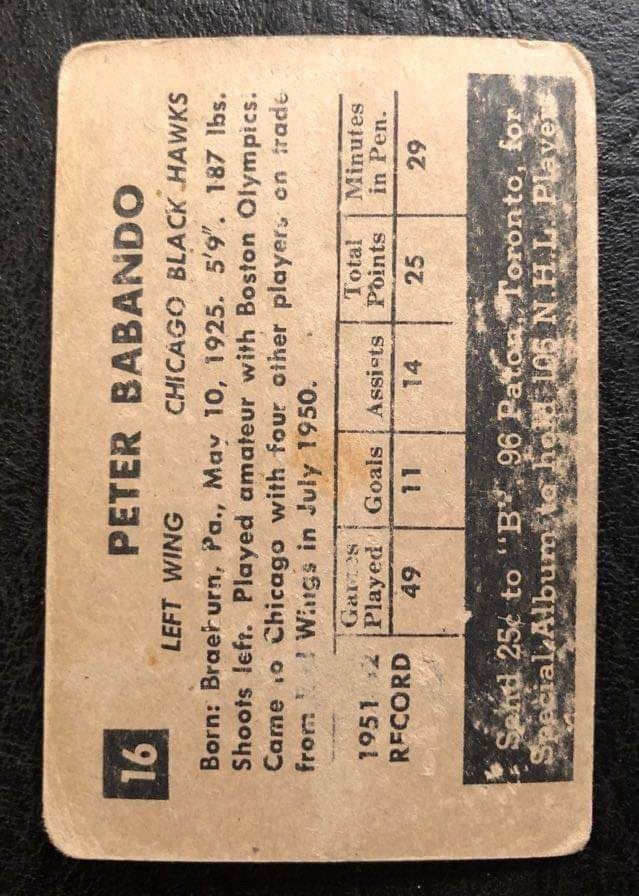 16
PETER BABANDO
LEFT WING CHICAGO BLACK HAWKS
Born: Braeburn, Pa., May 10, 1925. 5'9". 187 lbs.
Shoots left. Played amateur with Boston Olympics.
Came to Chicago with four other players on trade
from Wings in July 1950.
Games Played Goals Assists Total Points Minutes in Pen.
1951 2 RECORD 49 11 14 25 29
Send 25¢ to "B" 96 Paton, Toronto, for
Special Album to hold 105 N.H.L. Players